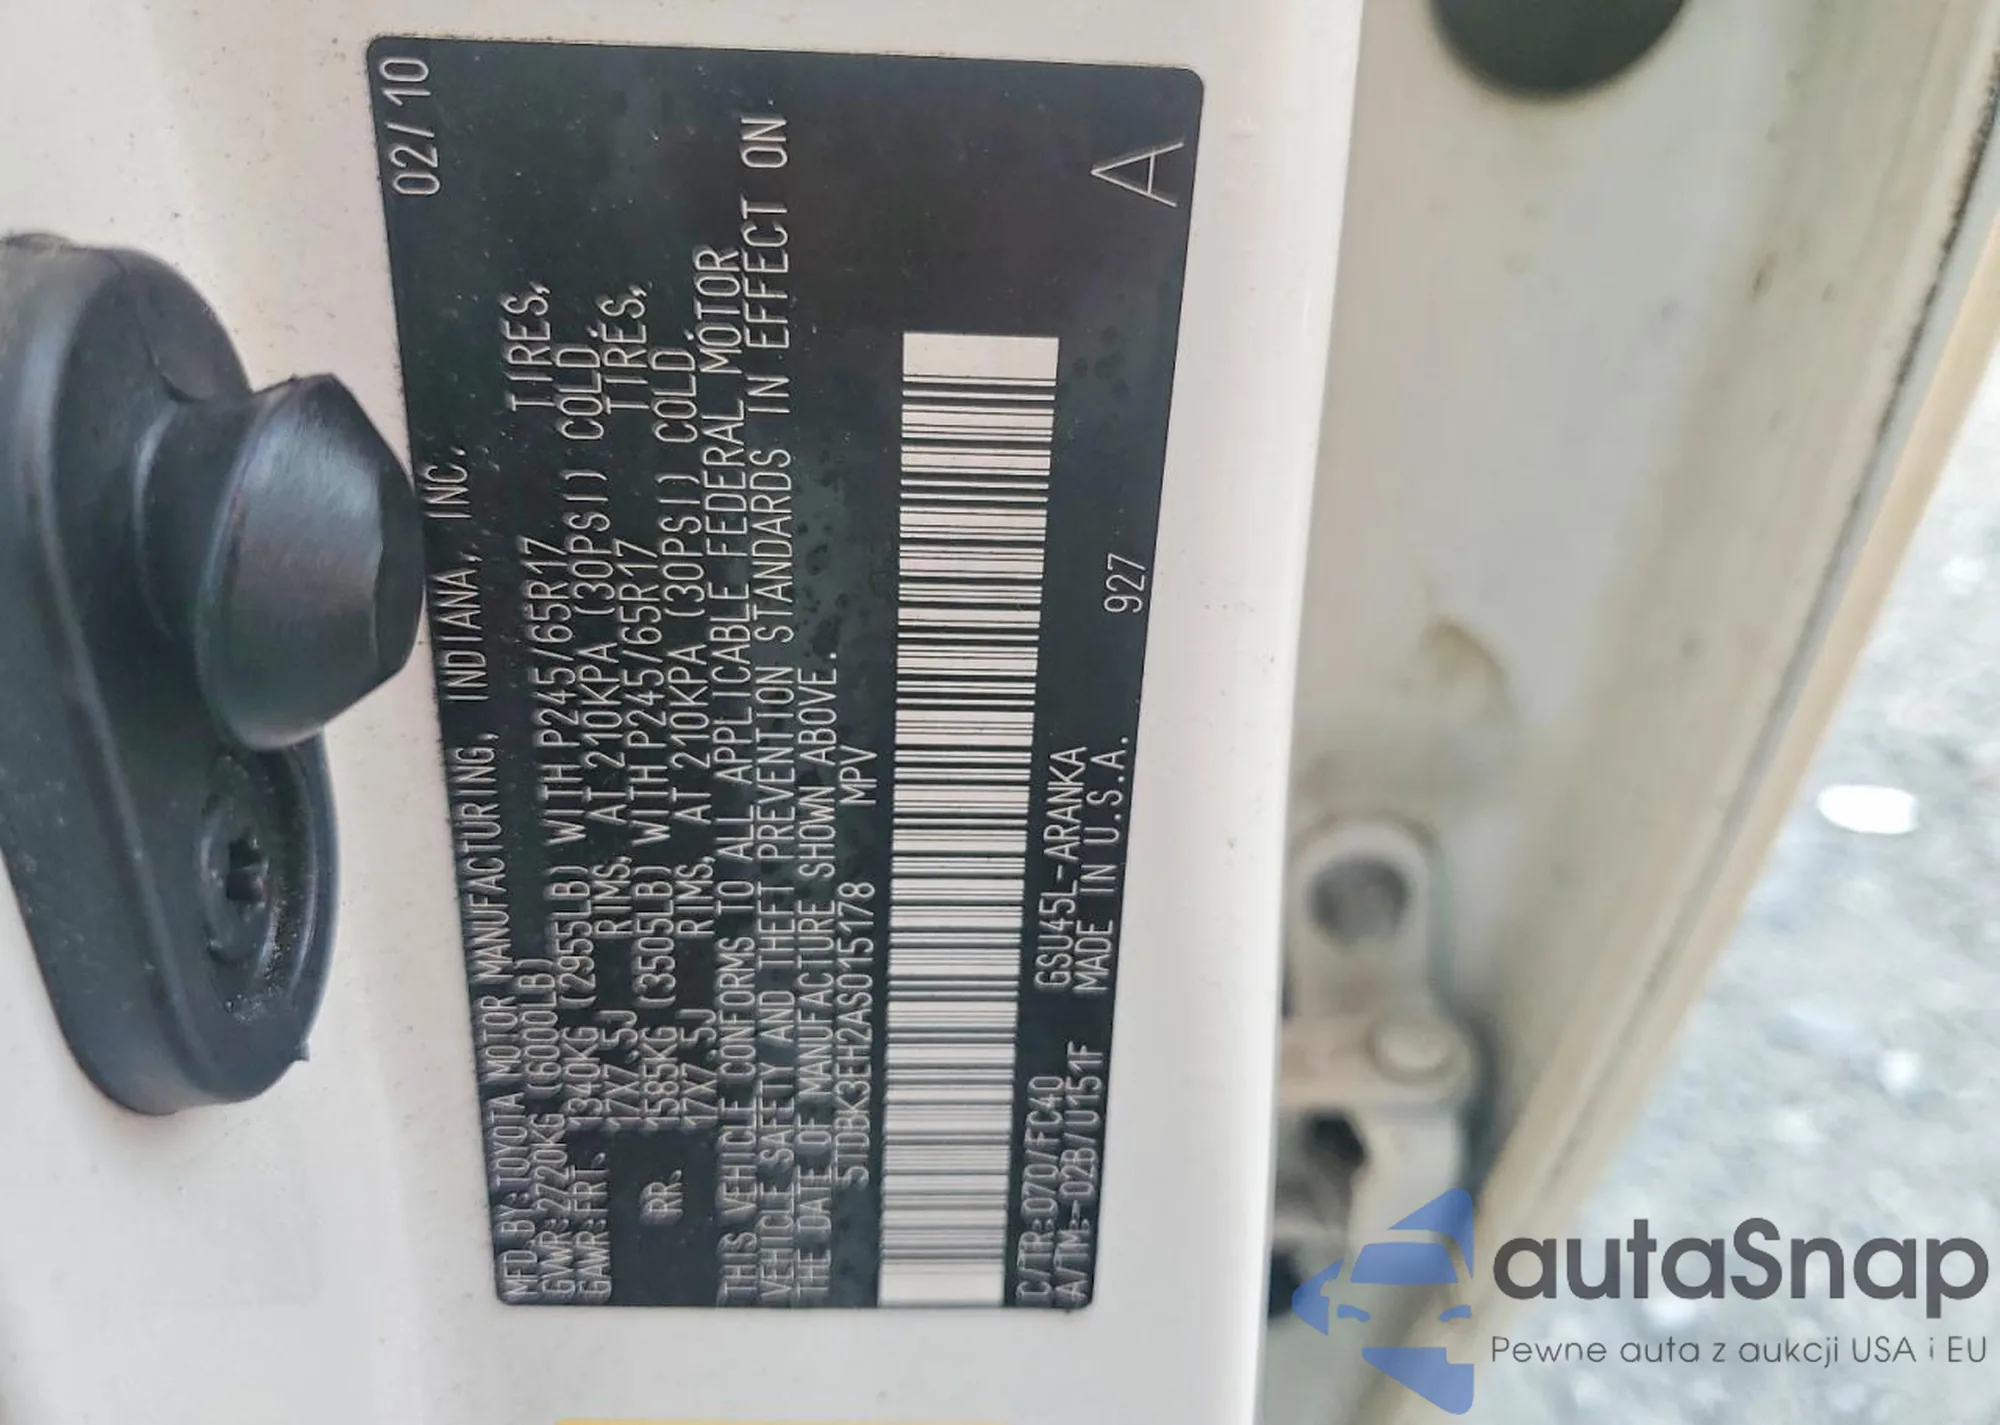 MFD.BY:TOYOTA MOTOR MANUFACTURING, INDIANA, INC. 02/10
GVWR:2720KG (6000LB)
GAWR:FRT. 1340KG (2955LB) WITH P245/65R17 TIRES,
17X7.5J RIMS, AT 210KPA (30PSI) COLD.
RR. 1585KG (3505LB) WITH P245/65R17 TIRES,
17X7.5J RIMS, AT 210KPA (30PSI) COLD.
THIS VEHICLE CONFORMS TO ALL APPLICABLE FEDERAL MOTOR
VEHICLE SAFETY AND THEFT PREVENTION STANDARDS IN EFFECT ON
THE DATE OF MANUFACTURE SHOWN ABOVE.
5TDBK3EH2AS015178 MPV
C/TR:070/FC40 GSU45L-ARANKA
A/TM:-02B/U151F MADE IN U.S.A. 927
A
autaSnap
Pewne auta z aukcji USA i EU